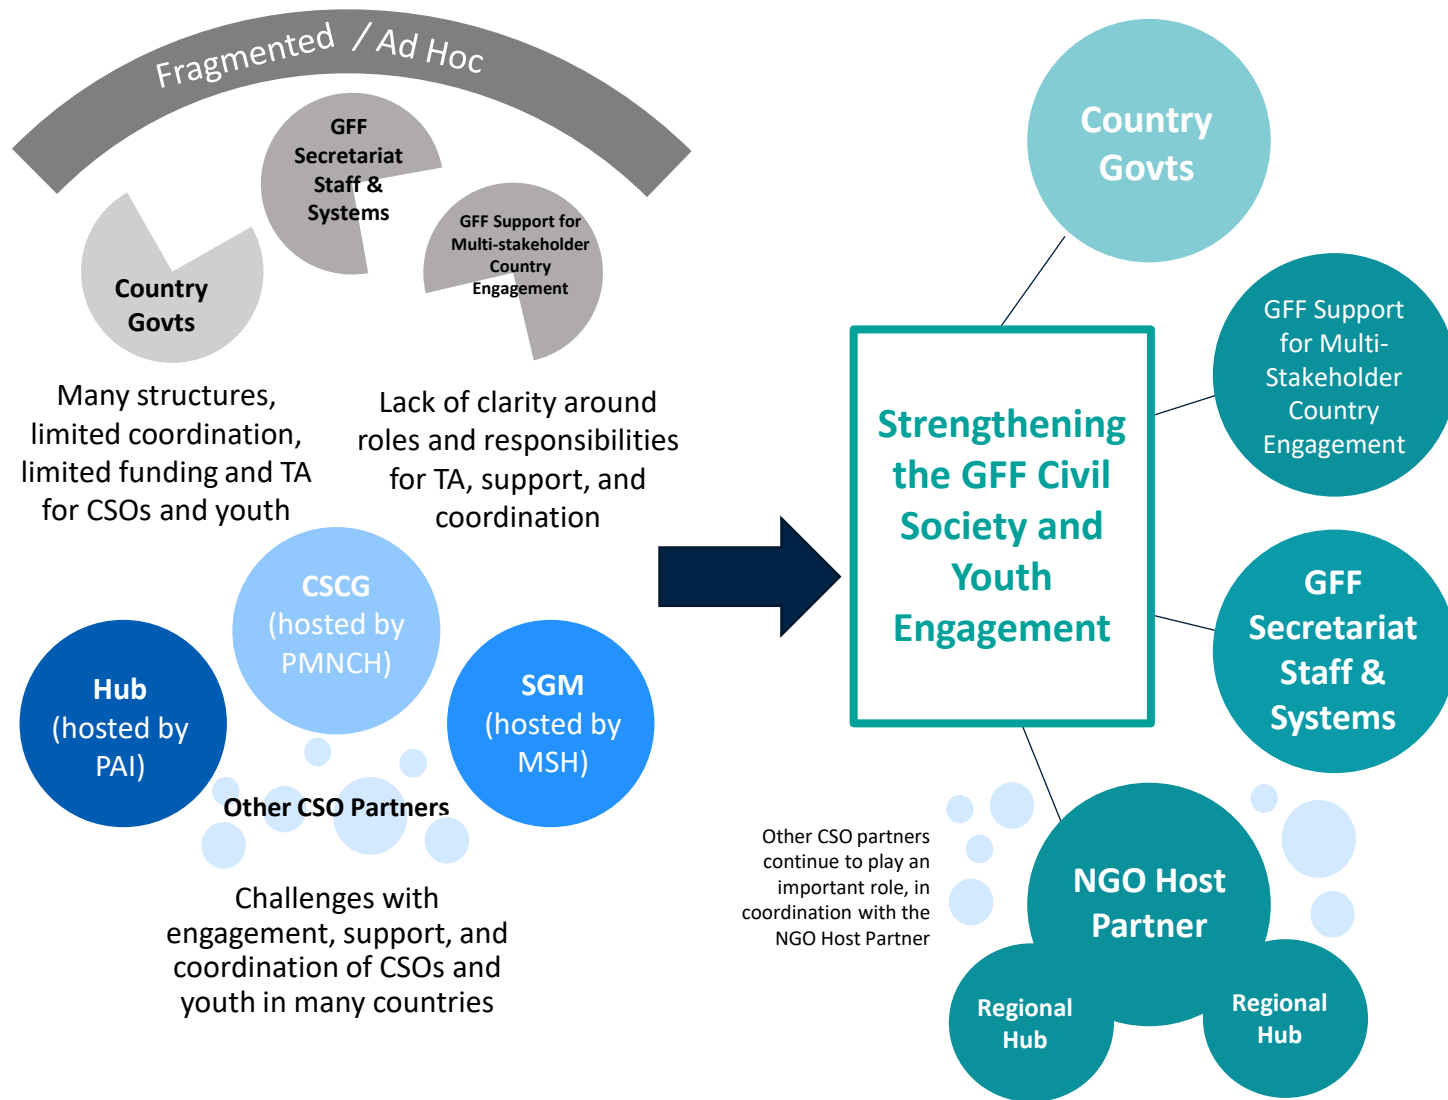 Fragmented / Ad Hoc
GFF
Secretariat
Staff &
Systems
GFF Support for
Multi-stakeholder
Country
Engagement
Country
Govts
Many structures,
limited coordination,
limited funding and TA
for CSOs and youth
Lack of clarity around
roles and responsibilities
for TA, support, and
coordination
CSCG
(hosted by
PMNCH)
Hub
(hosted by
PAI)
SGM
(hosted by
MSH)
Other CSO Partners
Challenges with
engagement, support, and
coordination of CSOs and
youth in many countries
Strengthening
the GFF Civil
Society and
Youth
Engagement
Country
Govts
GFF Support
for Multi-
Stakeholder
Country
Engagement
GFF
Secretariat
Staff &
Systems
Other CSO partners
continue to play an
important role, in
coordination with the
NGO Host Partner
NGO Host
Partner
Regional
Hub
Regional
Hub